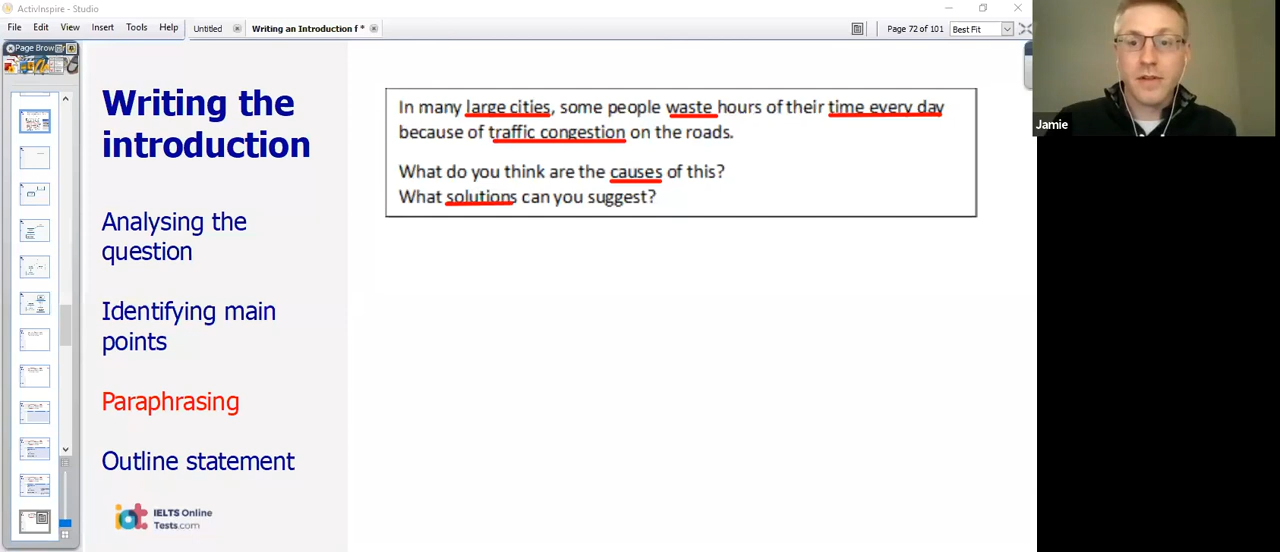 ActivInspire - Studio
File Edit View Insert Tools Help
Untitled
Writing an Introduction f *
Page 72 of 101
Best Fit
Page Browser
Writing the
introduction
Analysing the
question
Identifying main
points
Paraphrasing
Outline statement
iot IELTS Online
Tests.com
In many large cities, some people waste hours of their time every day
because of traffic congestion on the roads.
What do you think are the causes of this?
What solutions can you suggest?
Jamie